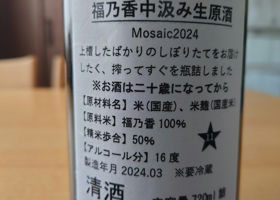 福乃香中汲み生原酒
Mosaic2024
上槽したばかりのしぼりたてをお届け
したく、搾ってすぐを瓶詰しました
※お酒は二十歳になってから
【原材料名】米(国産)、米麹(国産米)
【原料米】福乃香100%
【精米歩合】50%
【アルコール分】16度
製造年月 2024.03 ※要冷蔵
清酒
720ml